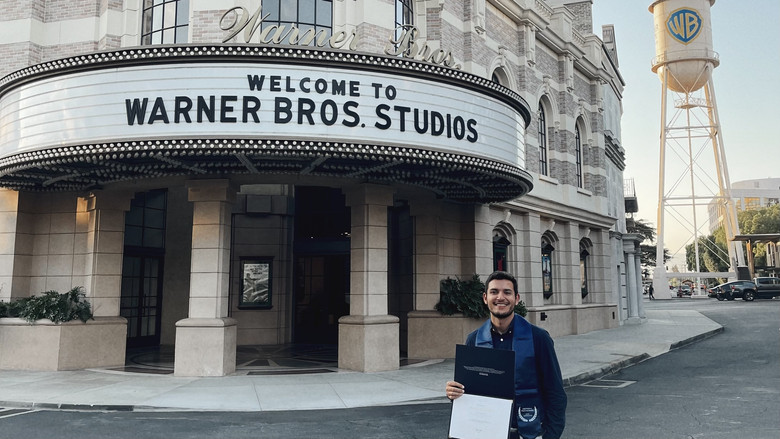 Warner Bros.
WB
WELCOME TO
WARNER BROS. STUDIOS